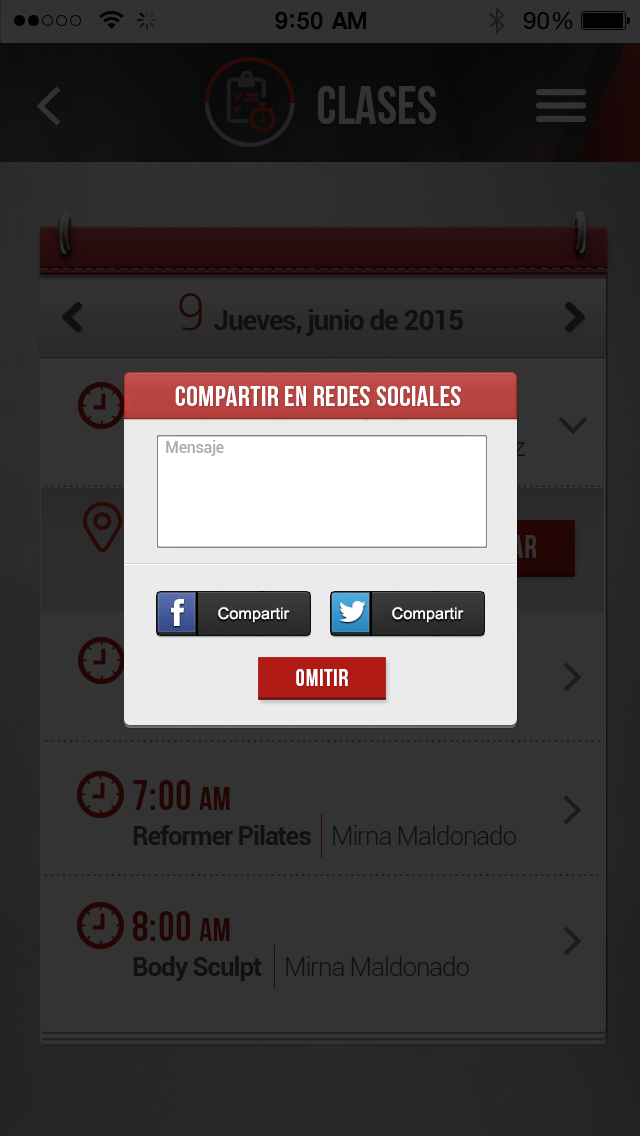 9:50 AM 90%
CLASES
9 Jueves, junio de 2015
COMPARTIR EN REDES SOCIALES
Mensaje
Z
AR
f Compartir Compartir
OMITIR
7:00 AM
Reformer Pilates | Mirna Maldonado
8:00 AM
Body Sculpt | Mirna Maldonado